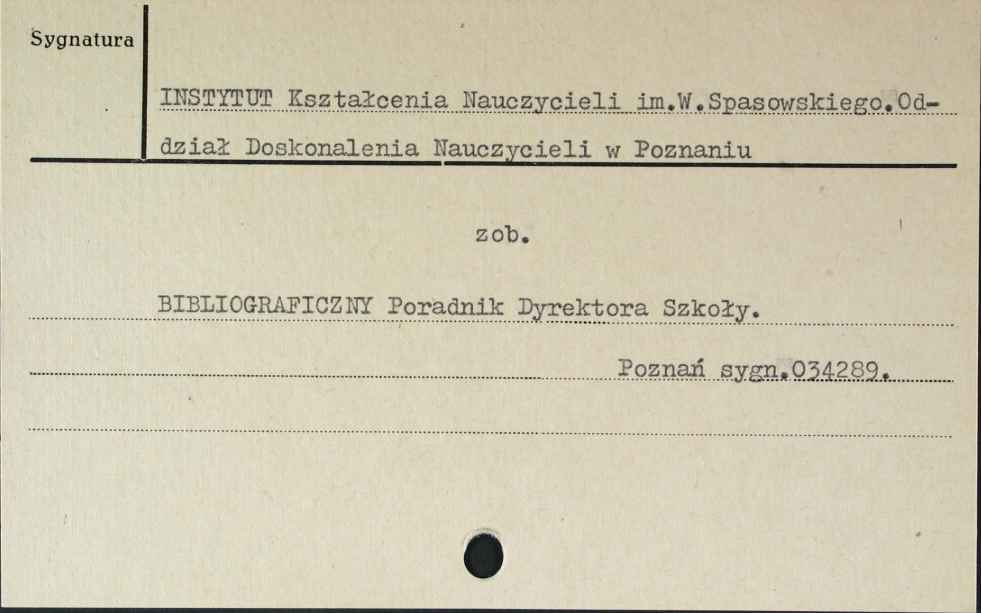 Sygnatura
INSTYTUT Kształcenia Nauczycieli im.W.Spasowskiego.Od-
dział Doskonalenia Nauczycieli w Poznaniu
zob.
BIBLIOGRAFICZNY Poradnik Dyrektora Szkoły.
Poznań sygn.034289.